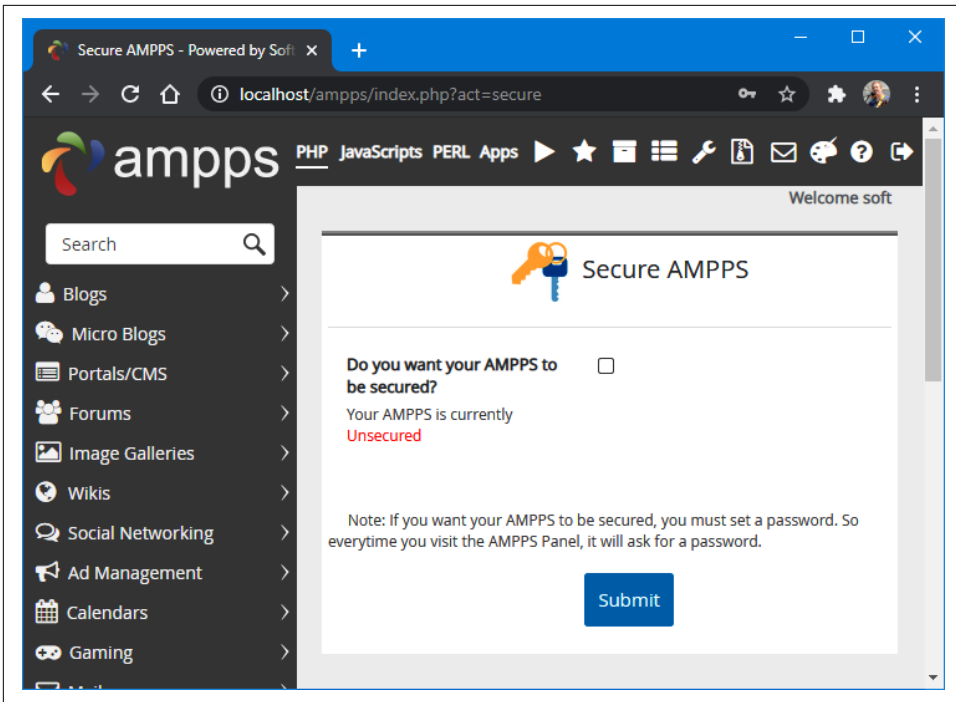 Secure AMPPS - Powered by Soft
localhost/ampps/index.php?act=secure
ampps
PHP JavaScripts PERL Apps
Welcome soft
Search
Blogs
Micro Blogs
Portals/CMS
Forums
Image Galleries
Wikis
Social Networking
Ad Management
Calendars
Gaming
Secure AMPPS
Do you want your AMPPS to
be secured?
Your AMPPS is currently
Unsecured
Note: If you want your AMPPS to be secured, you must set a password. So
everytime you visit the AMPPS Panel, it will ask for a password.
Submit